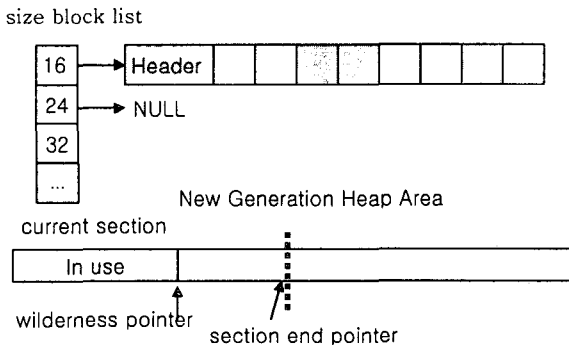 size block list
16
Header
24
NULL
32
...
New Generation Heap Area
current section
In use
wilderness pointer
section end pointer